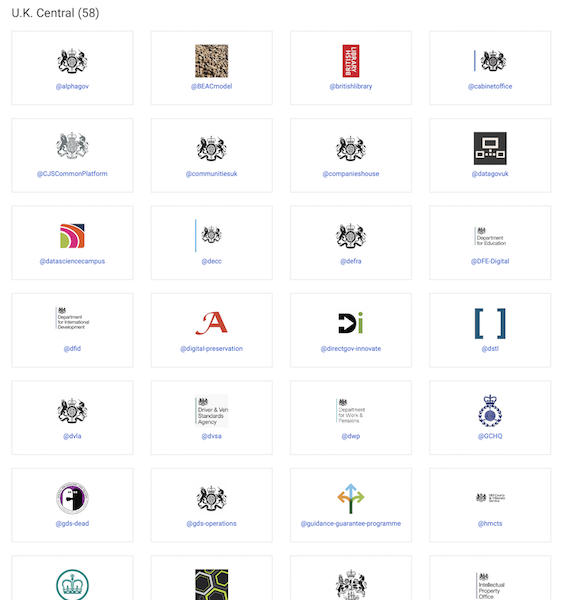 U.K. Central (58)
BRITISH
LIBRARY
@alphagov
@BEACmodel
@britishlibrary
@cabinetoffice
@CJSCommonPlatform
@communitiesuk
@companieshouse
@datagovuk
Department
for Education
@datasciencecampus
@decc
@defra
@DFE-Digital
Department
for International
Development
@dfid
@digital-preservation
@directgov-innovate
@dstl
Driver & Veh
Standards
Agency
Department
for Work &
Pensions
@dvla
@dvsa
@dwp
@GCHQ
@gds-dead
@gds-operations
@guidance-guarantee-programme
@hmcts
Intellectual
Property
Office